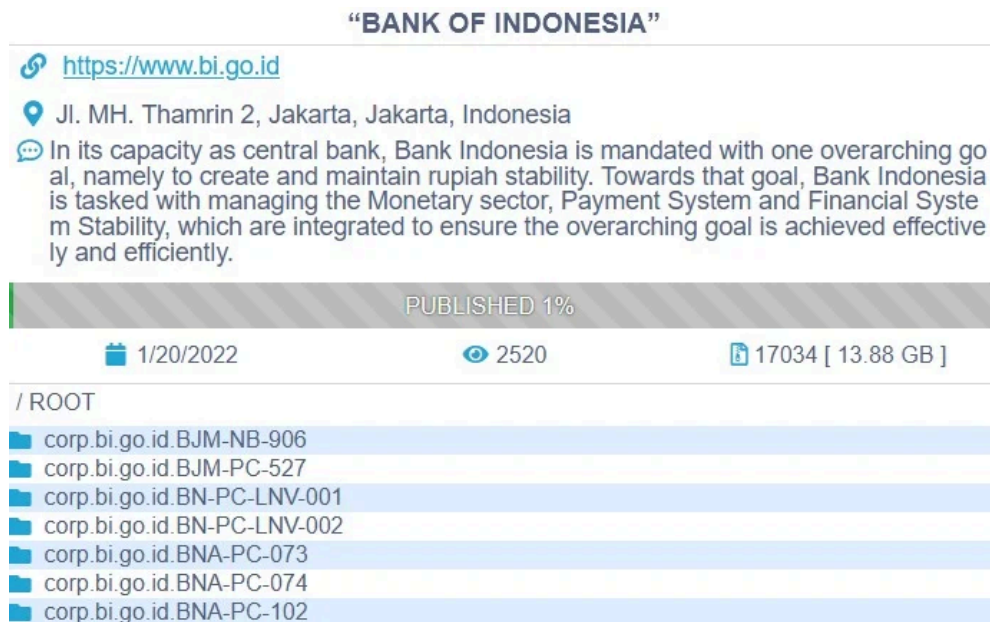 “BANK OF INDONESIA”
https://www.bi.go.id
Jl. MH. Thamrin 2, Jakarta, Jakarta, Indonesia
In its capacity as central bank, Bank Indonesia is mandated with one overarching go
al, namely to create and maintain rupiah stability. Towards that goal, Bank Indonesia
is tasked with managing the Monetary sector, Payment System and Financial Syste
m Stability, which are integrated to ensure the overarching goal is achieved effective
ly and efficiently.
PUBLISHED 1%
1/20/2022 2520 17034 [ 13.88 GB ]
/ ROOT
corp.bi.go.id.BJM-NB-906
corp.bi.go.id.BJM-PC-527
corp.bi.go.id.BN-PC-LNV-001
corp.bi.go.id.BN-PC-LNV-002
corp.bi.go.id.BNA-PC-073
corp.bi.go.id.BNA-PC-074
corp.bi.go.id.BNA-PC-102